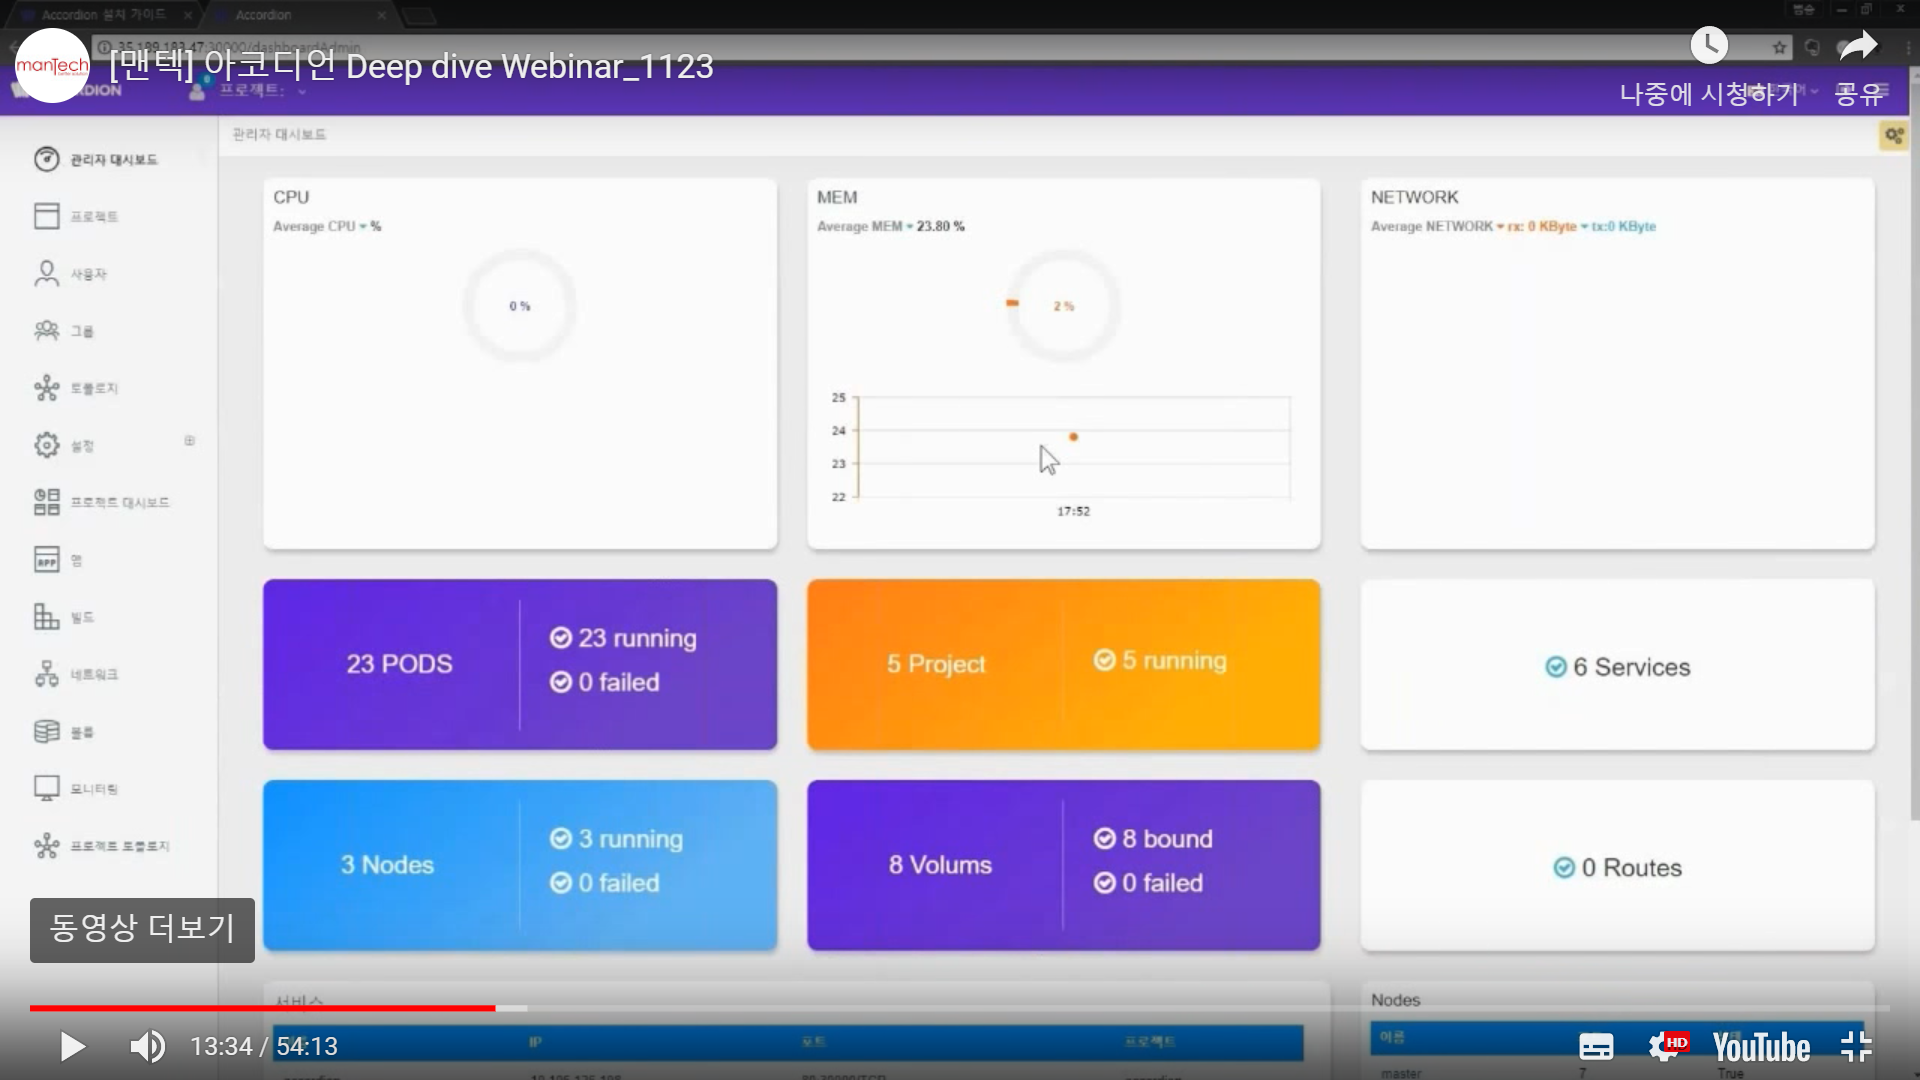 Accordion 설치 가이드
Accordion
35.189.183.47:30000/dashboardAdmin
manTech
[맨텍] 아코디언 Deep dive Webinar_1123
나중에 시청하기
공유
프로젝트:
관리자 대시보드
관리자 대시보드
프로젝트
사용자
그룹
토폴로지
설정
프로젝트 대시보드
앱
빌드
네트워크
볼륨
모니터링
프로젝트 토폴로지
CPU
Average CPU %
0 %
MEM
Average MEM 23.80 %
2 %
25
24
23
22
17:52
NETWORK
Average NETWORK rx: 0 KByte tx:0 KByte
23 PODS
23 running
0 failed
5 Project
5 running
6 Services
3 Nodes
3 running
0 failed
8 Volums
8 bound
0 failed
0 Routes
동영상 더보기
서비스
IP
포트
프로젝트
Nodes
이름
master
7
True
13:34 / 54:13
HD
YouTube